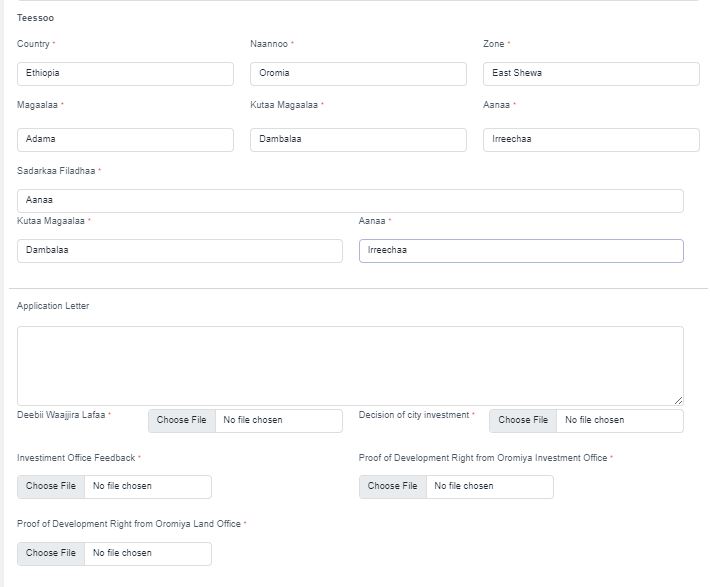 Teessoo
Country * Naannoo * Zone *
Ethiopia Oromia East Shewa
Magaalaa * Kutaa Magaalaa * Aanaa *
Adama Dambalaa Irreechaa
Sadarkaa Filadhaa *
Aanaa
Kutaa Magaalaa * Aanaa *
Dambalaa Irreechaa
Application Letter
Deebii Waajjira Lafaa * Choose File No file chosen Decision of city investment * Choose File No file chosen
Investiment Office Feedback * Proof of Development Right from Oromiya Investment Office *
Choose File No file chosen Choose File No file chosen
Proof of Development Right from Oromiya Land Office *
Choose File No file chosen